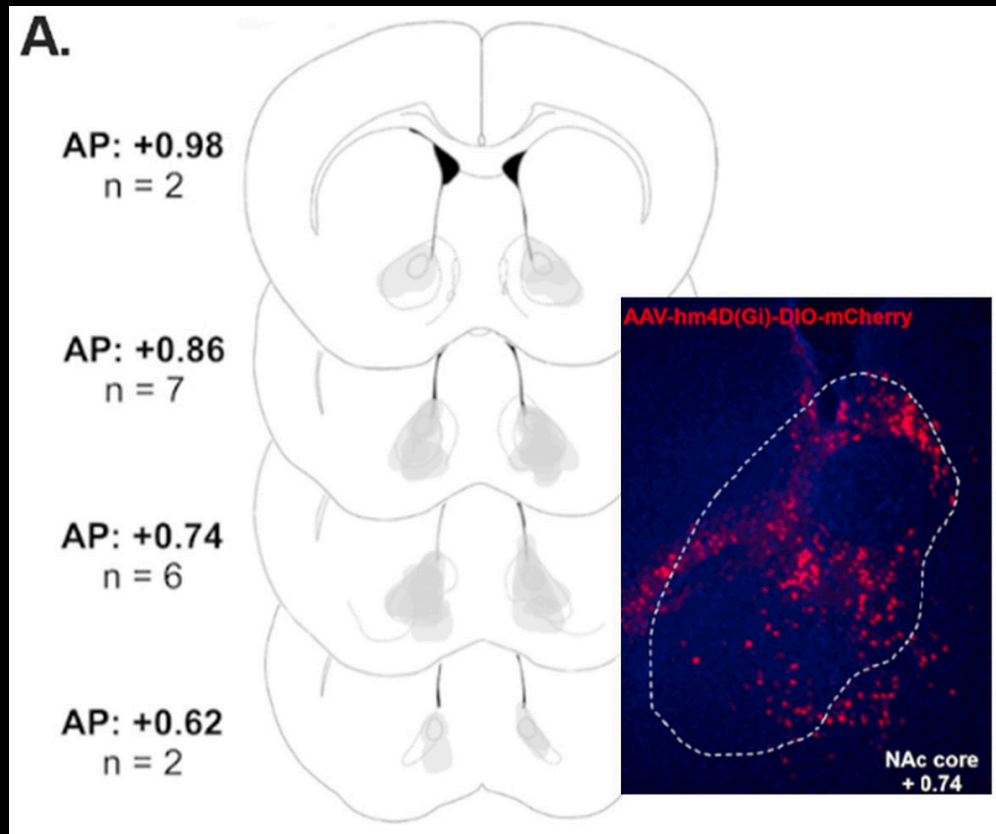 A.
AP: +0.98
n = 2
AP: +0.86
n = 7
AP: +0.74
n = 6
AP: +0.62
n = 2
AAV-hm4D(Gi)-DIO-mCherry
NAc core
+ 0.74